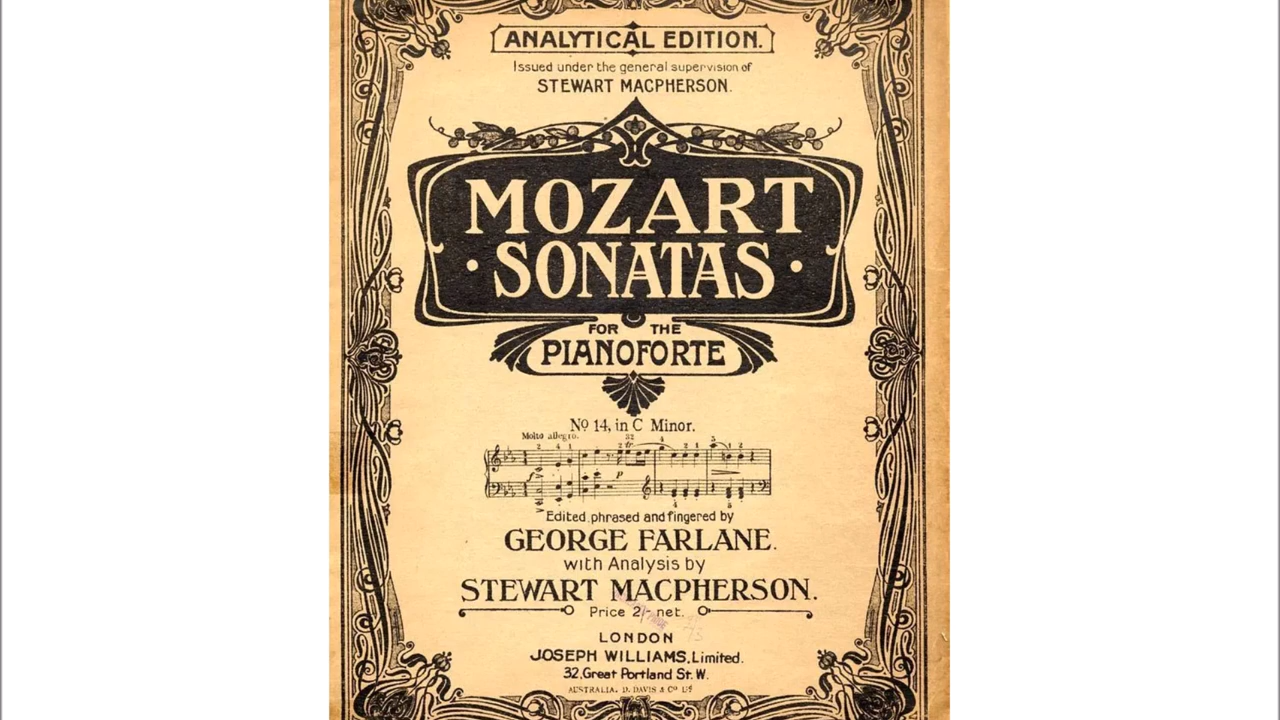 ANALYTICAL EDITION.
Issued under the general supervision of
STEWART MACPHERSON.
MOZART
· SONATAS ·
FOR THE
PIANOFORTE
No 14, in C Minor.
Molto allegro.
Edited, phrased and fingered by
GEORGE FARLANE.
with Analysis by
STEWART MACPHERSON.
Price 2/- net.
LONDON
JOSEPH WILLIAMS, Limited.
32, Great Portland St. W.
AUSTRALIA. D. DAVIS & Co Ltd